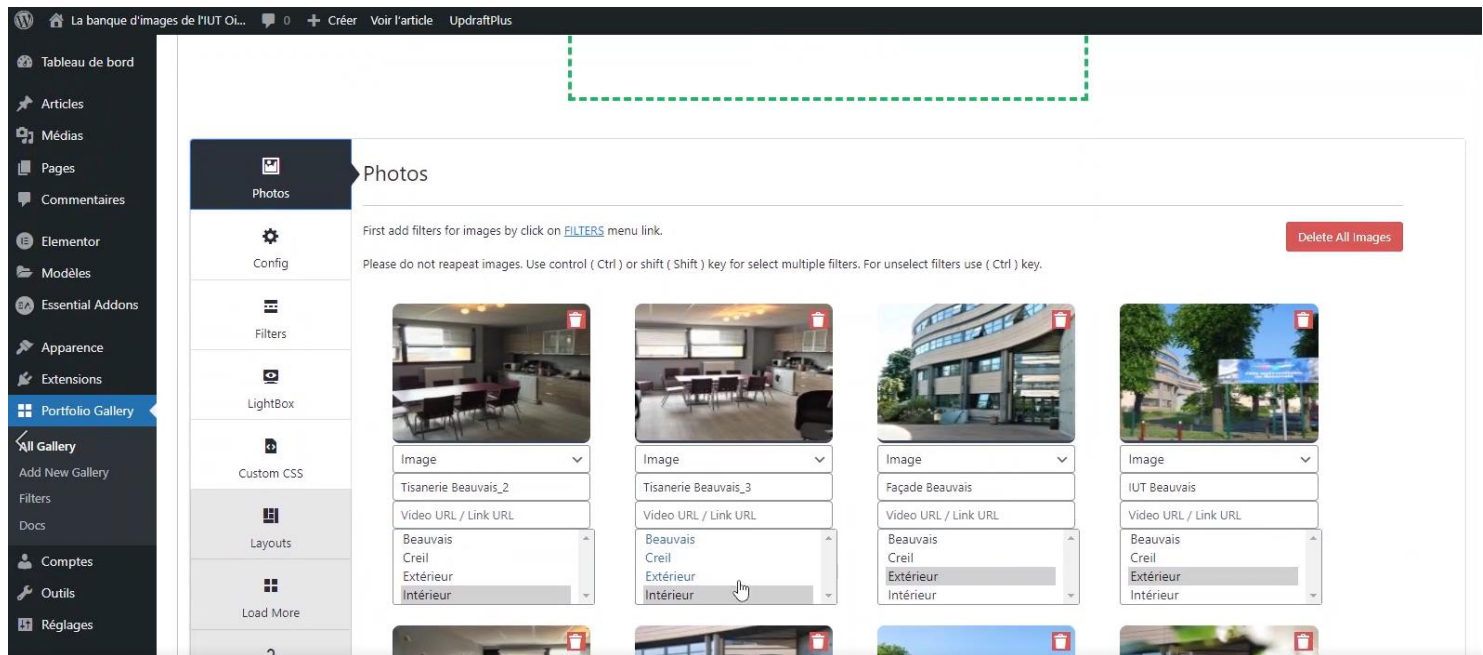 La banque d'images de l'IUT Oi... 0 Créer Voir l'article UpdraftPlus
Tableau de bord
Articles
Médias
Pages
Commentaires
Elementor
Modèles
Essential Addons
Apparence
Extensions
Portfolio Gallery
All Gallery
Add New Gallery
Filters
Docs
Comptes
Outils
Réglages
Photos
Config
Filters
LightBox
Custom CSS
Layouts
Load More
Photos
First add filters for images by click on FILTERS menu link.
Delete All Images
Please do not reapeat images. Use control ( Ctrl ) or shift ( Shift ) key for select multiple filters. For unselect filters use ( Ctrl ) key.
Image
Tisanerie Beauvais_2
Video URL / Link URL
Beauvais
Creil
Extérieur
Intérieur
Image
Tisanerie Beauvais_3
Video URL / Link URL
Beauvais
Creil
Extérieur
Intérieur
Image
Façade Beauvais
Video URL / Link URL
Beauvais
Creil
Extérieur
Intérieur
Image
IUT Beauvais
Video URL / Link URL
Beauvais
Creil
Extérieur
Intérieur